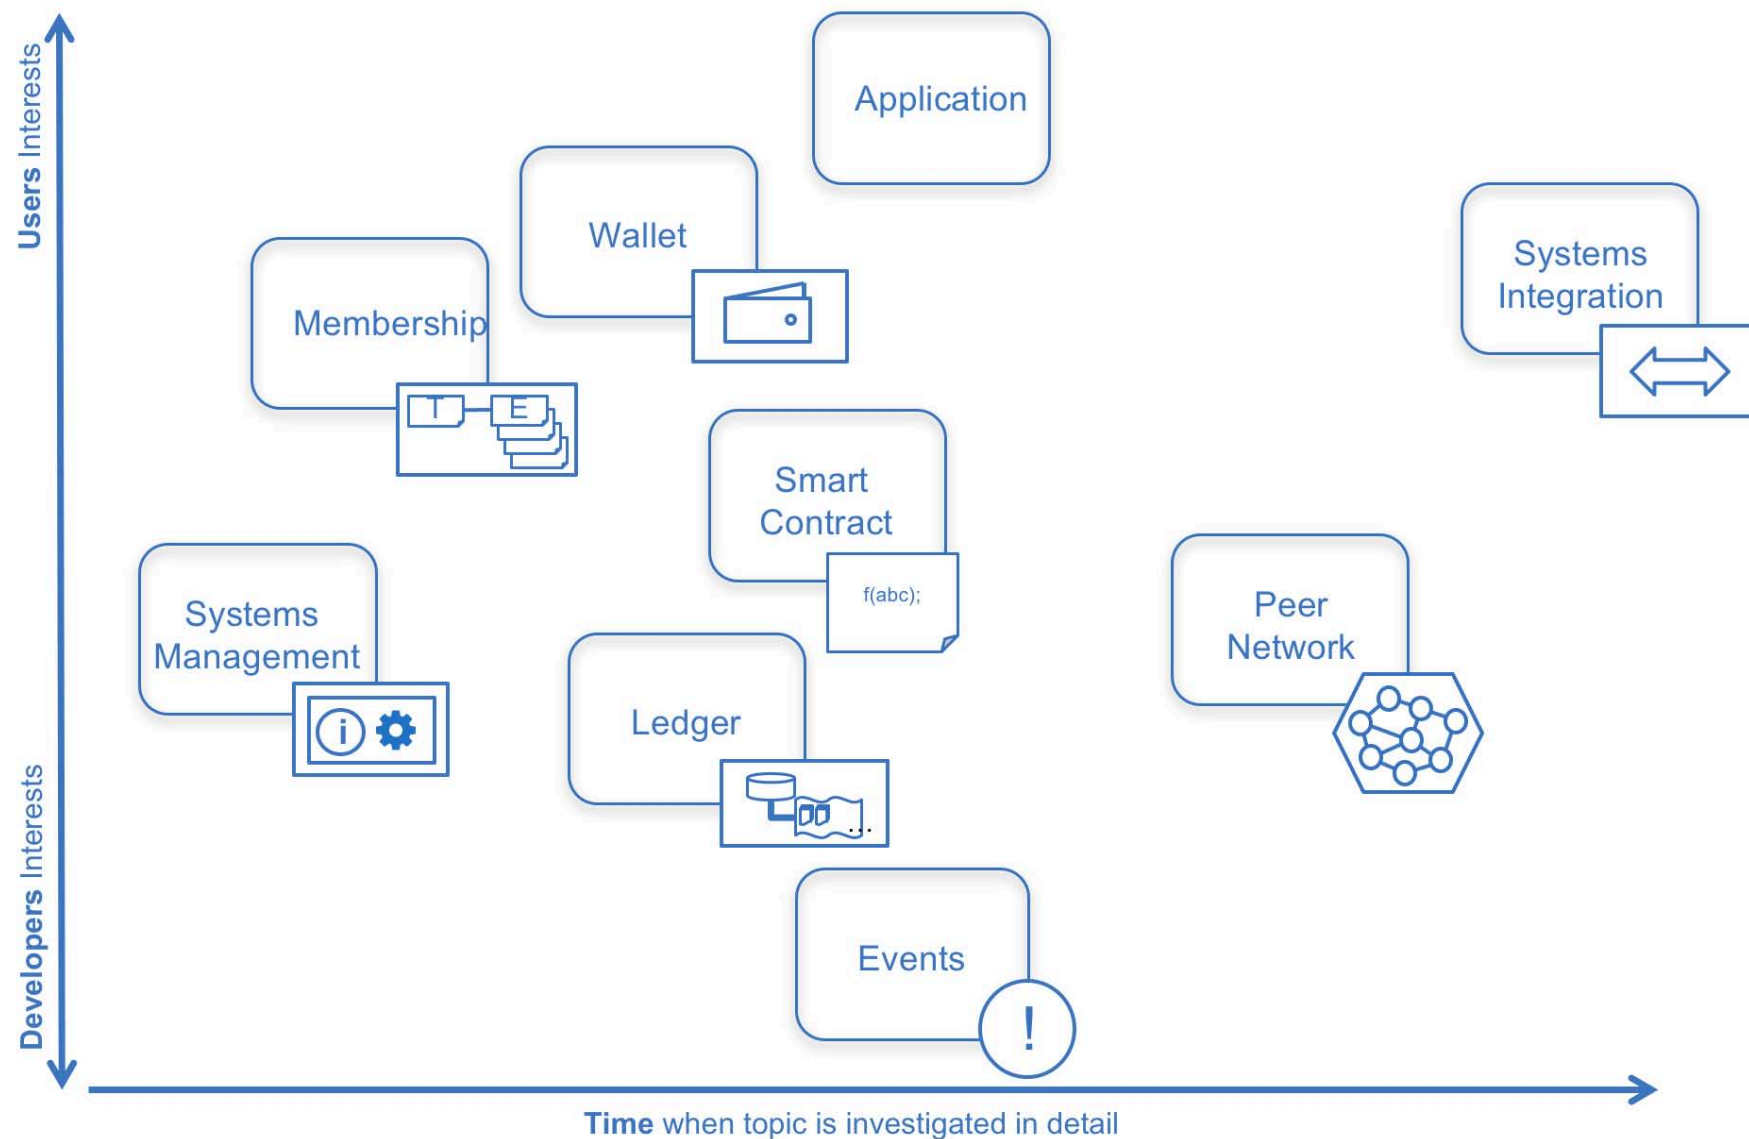 Users Interests
Application
Wallet
Systems
Integration
Membership
T
E
Smart
Contract
f(abc);
Systems
Management
i
Peer
Network
Ledger
...
Developers Interests
Events
!
Time when topic is investigated in detail